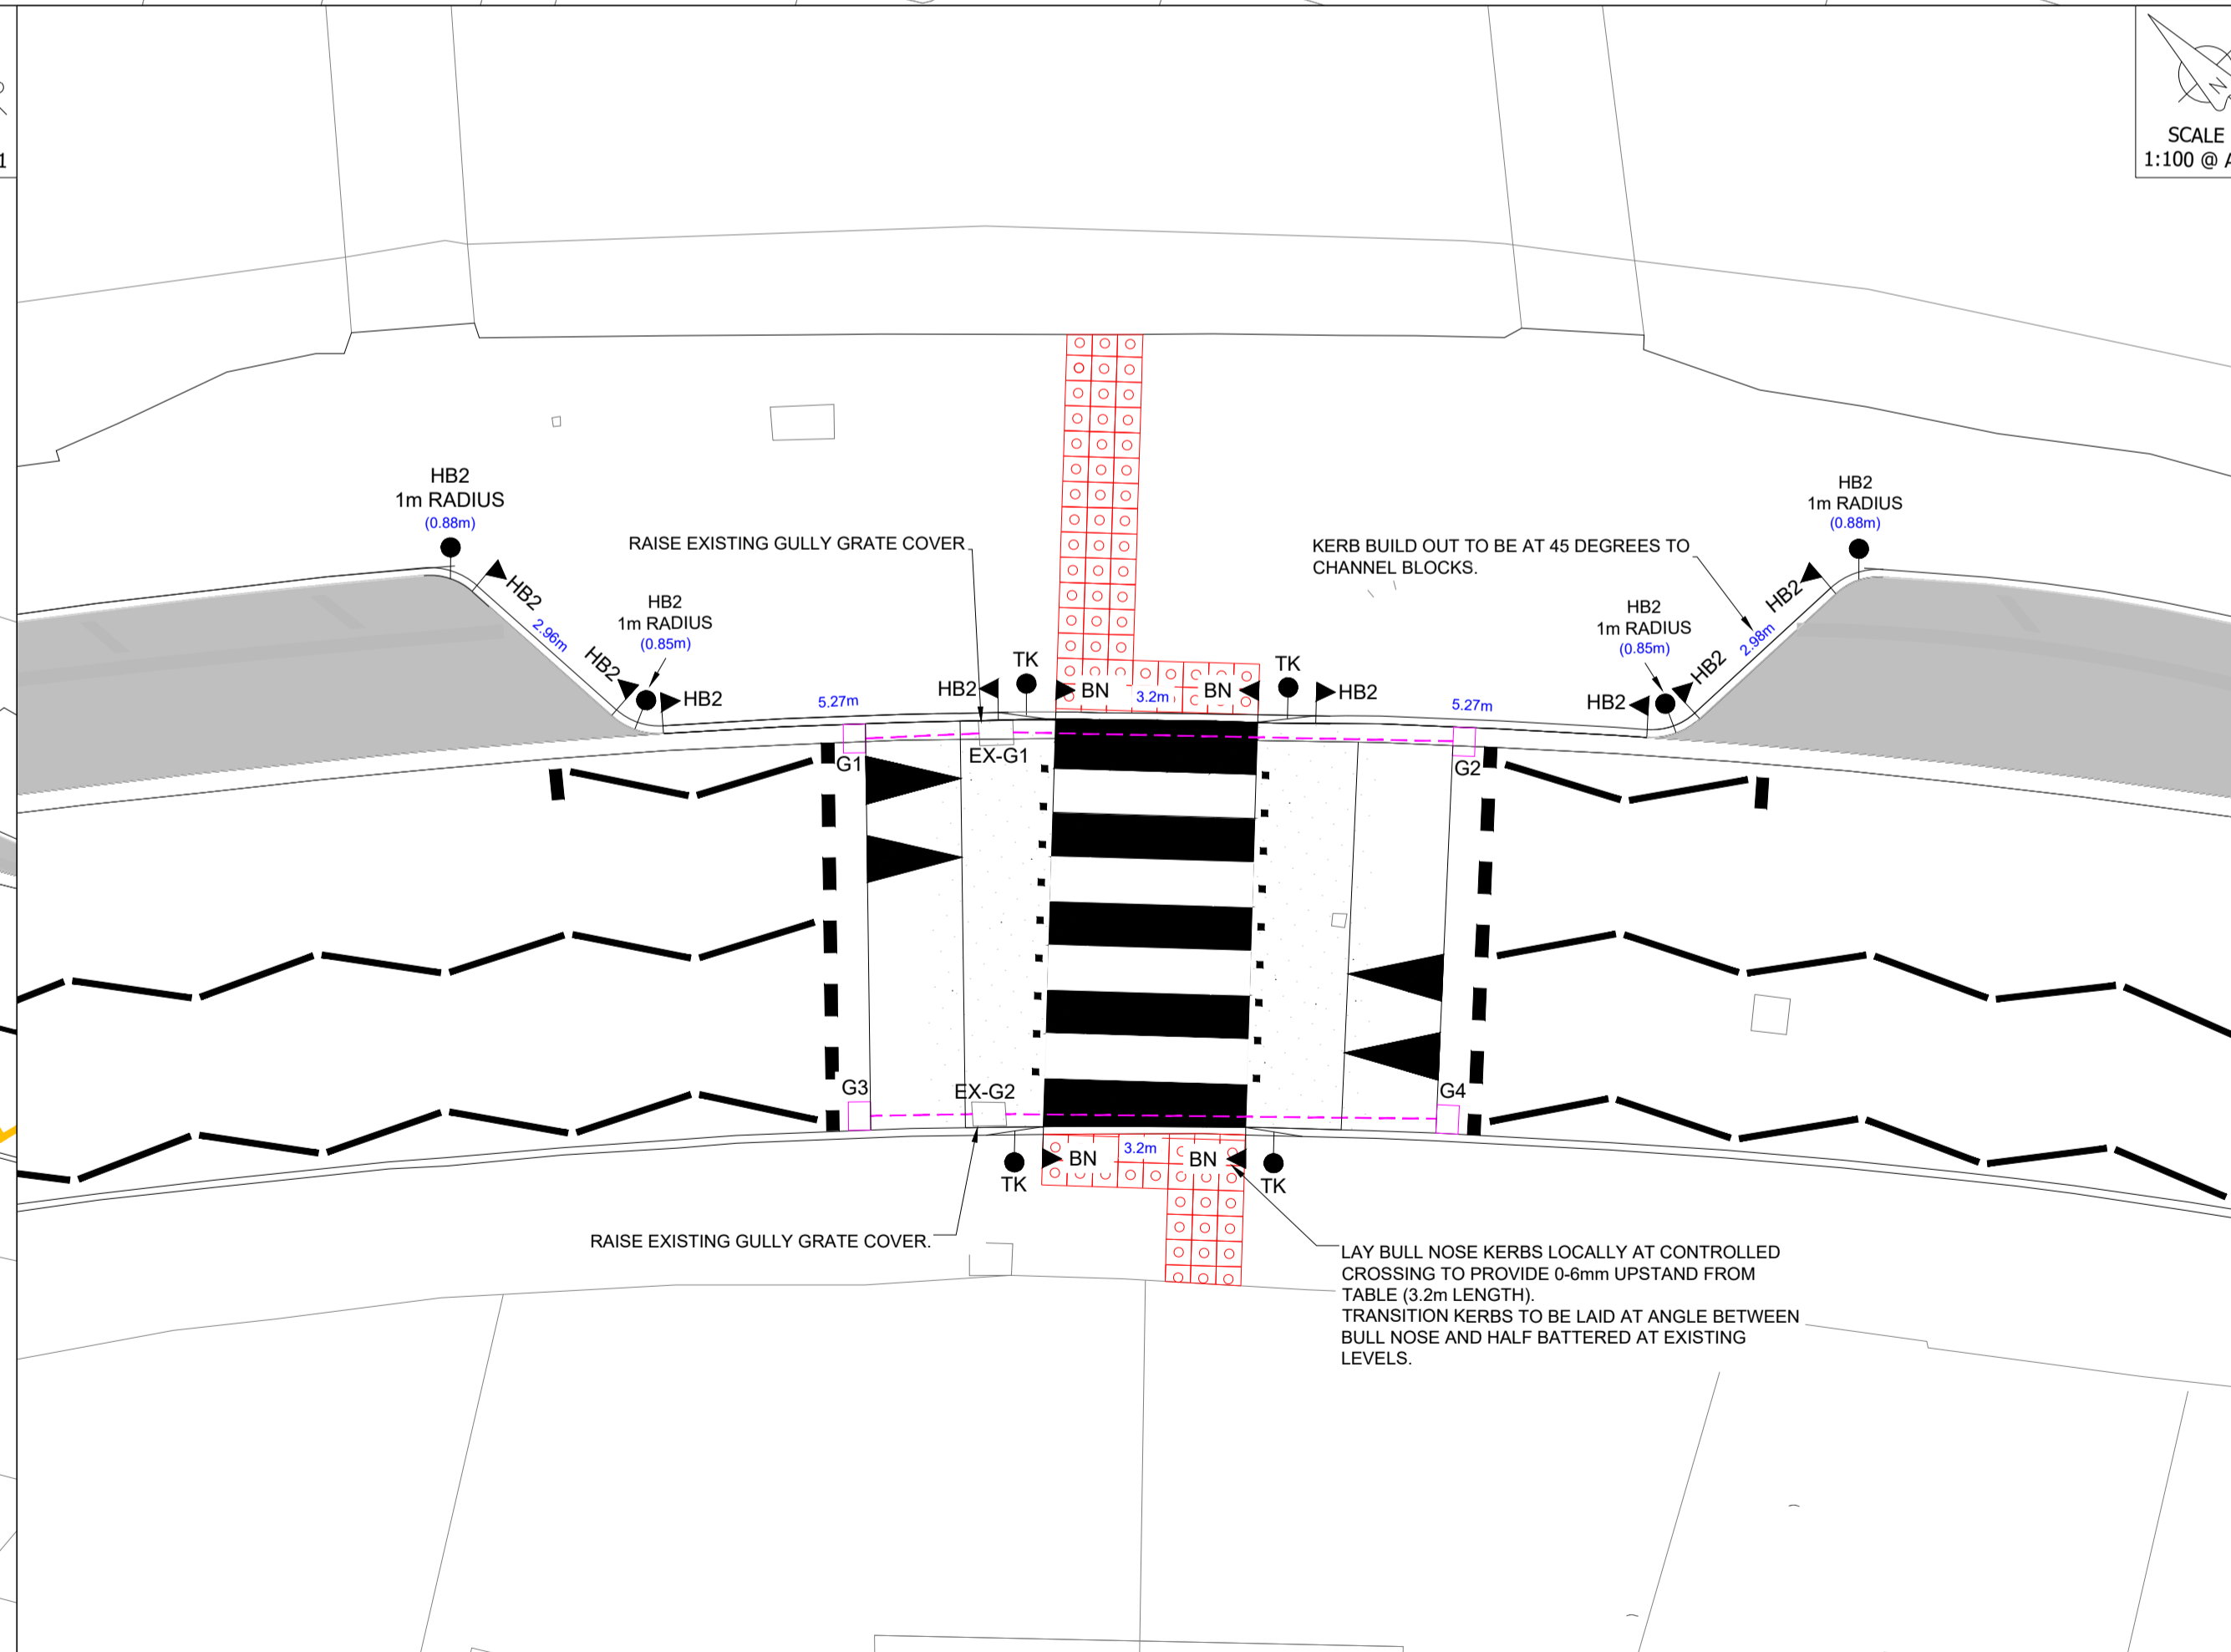 SCALE
1:100 @ A
1
HB2
1m RADIUS
(0.88m)
HB2
1m RADIUS
(0.88m)
RAISE EXISTING GULLY GRATE COVER
KERB BUILD OUT TO BE AT 45 DEGREES TO
CHANNEL BLOCKS.
HB2
HB2
1m RADIUS
(0.85m)
2.96m
HB2
HB2
HB2
1m RADIUS
(0.85m)
HB2
2.98m
HB2
HB2
5.27m
HB2
TK
BN
3.2m
BN
TK
HB2
5.27m
G1
EX-G1
G2
G3
EX-G2
G4
TK
BN
3.2m
BN
TK
RAISE EXISTING GULLY GRATE COVER.
LAY BULL NOSE KERBS LOCALLY AT CONTROLLED
CROSSING TO PROVIDE 0-6mm UPSTAND FROM
TABLE (3.2m LENGTH).
TRANSITION KERBS TO BE LAID AT ANGLE BETWEEN
BULL NOSE AND HALF BATTERED AT EXISTING
LEVELS.